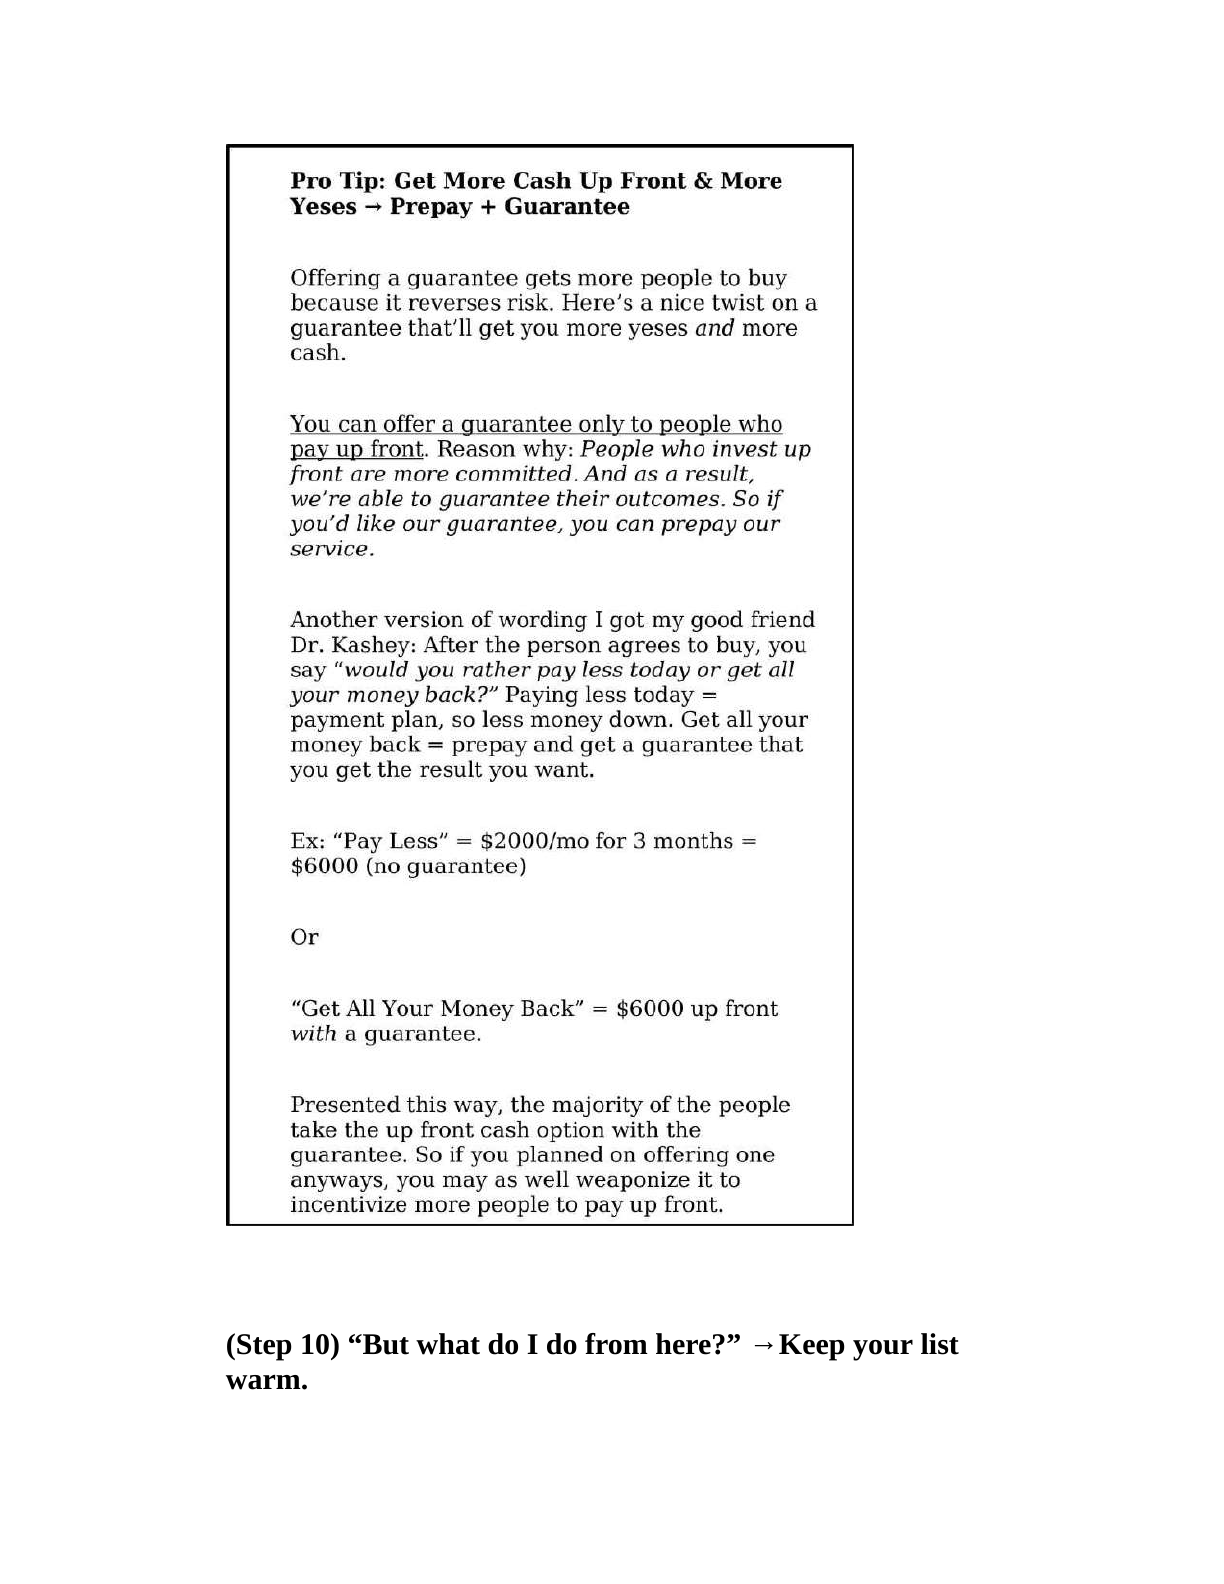 Pro Tip: Get More Cash Up Front & More
Yeses → Prepay + Guarantee
Offering a guarantee gets more people to buy
because it reverses risk. Here’s a nice twist on a
guarantee that’ll get you more yeses and more
cash.
You can offer a guarantee only to people who
pay up front. Reason why: People who invest up
front are more committed. And as a result,
we’re able to guarantee their outcomes. So if
you’d like our guarantee, you can prepay our
service.
Another version of wording I got my good friend
Dr. Kashey: After the person agrees to buy, you
say “would you rather pay less today or get all
your money back?” Paying less today =
payment plan, so less money down. Get all your
money back = prepay and get a guarantee that
you get the result you want.
Ex: “Pay Less” = $2000/mo for 3 months =
$6000 (no guarantee)
Or
“Get All Your Money Back” = $6000 up front
with a guarantee.
Presented this way, the majority of the people
take the up front cash option with the
guarantee. So if you planned on offering one
anyways, you may as well weaponize it to
incentivize more people to pay up front.
(Step 10) “But what do I do from here?” →Keep your list
warm.